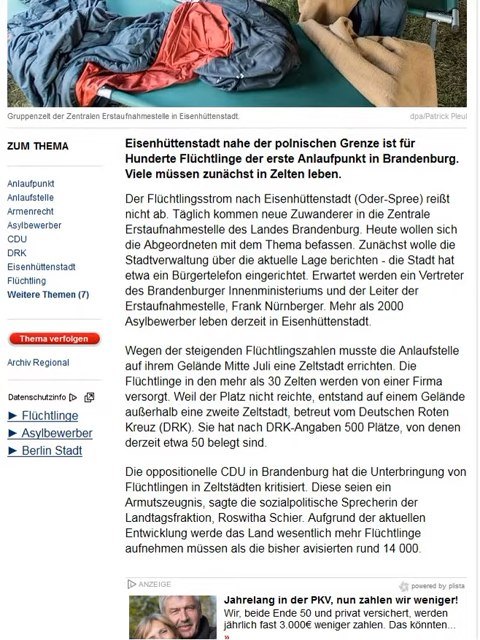 Gruppenzelt der Zentralen Erstaufnahmestelle in Eisenhüttenstadt.
dpa/Patrick Pleul
ZUM THEMA
Anlaufpunkt
Anlaufstelle
Armenrecht
Asylbewerber
CDU
DRK
Eisenhüttenstadt
Flüchtling
Weitere Themen (7)
Thema verfolgen
Archiv Regional
Datenschutzinfo
Flüchtlinge
Asylbewerber
Berlin Stadt
Eisenhüttenstadt nahe der polnischen Grenze ist für
Hunderte Flüchtlinge der erste Anlaufpunkt in Brandenburg.
Viele müssen zunächst in Zelten leben.
Der Flüchtlingsstrom nach Eisenhüttenstadt (Oder-Spree) reißt
nicht ab. Täglich kommen neue Zuwanderer in die Zentrale
Erstaufnahmestelle des Landes Brandenburg. Heute wollen sich
die Abgeordneten mit dem Thema befassen. Zunächst wolle die
Stadtverwaltung über die aktuelle Lage berichten - die Stadt hat
etwa ein Bürgertelefon eingerichtet. Erwartet werden ein Vertreter
des Brandenburger Innenministeriums und der Leiter der
Erstaufnahmestelle, Frank Nürnberger. Mehr als 2000
Asylbewerber leben derzeit in Eisenhüttenstadt.
Wegen der steigenden Flüchtlingszahlen musste die Anlaufstelle
auf ihrem Gelände Mitte Juli eine Zeltstadt errichten. Die
Flüchtlinge in den mehr als 30 Zelten werden von einer Firma
versorgt. Weil der Platz nicht reichte, entstand auf einem Gelände
außerhalb eine zweite Zeltstadt, betreut vom Deutschen Roten
Kreuz (DRK). Sie hat nach DRK-Angaben 500 Plätze, von denen
derzeit etwa 50 belegt sind.
Die oppositionelle CDU in Brandenburg hat die Unterbringung von
Flüchtlingen in Zeltstädten kritisiert. Diese seien ein
Armutszeugnis, sagte die sozialpolitische Sprecherin der
Landtagsfraktion, Roswitha Schier. Aufgrund der aktuellen
Entwicklung werde das Land wesentlich mehr Flüchtlinge
aufnehmen müssen als die bisher avisierten rund 14 000.
ANZEIGE
powered by plista
Jahrelang in der PKV, nun zahlen wir weniger!
Wir, beide Ende 50 und privat versichert, werden
jährlich fast 3.000€ weniger zahlen. Das könnten...
»